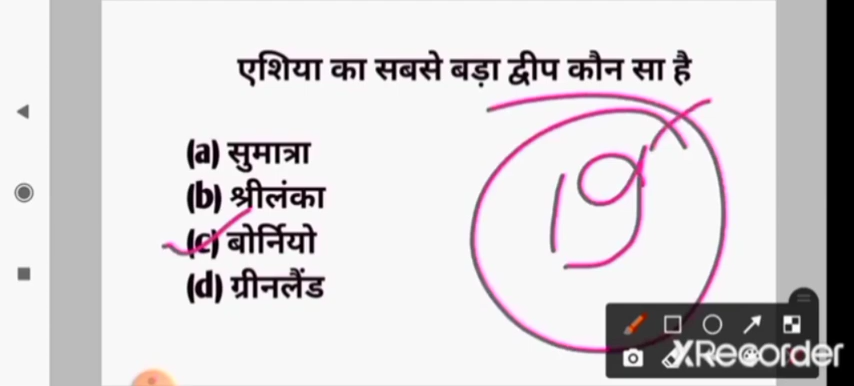 एशिया का सबसे बड़ा द्वीप कौन सा है
(a) सुमात्रा
(b) श्रीलंका
(c) बोर्नियो
(d) ग्रीनलैंड
19
XRecorder